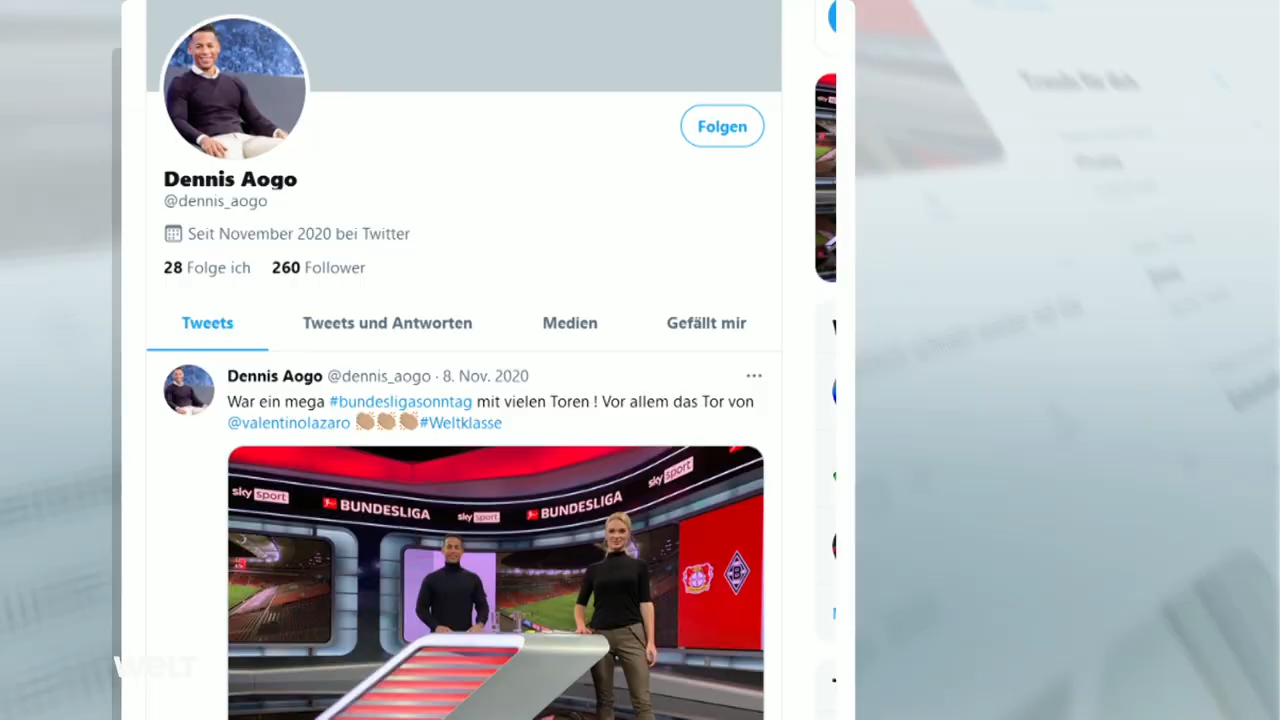 Folgen
Dennis Aogo
@dennis_aogo
Seit November 2020 bei Twitter
28 Folge ich 260 Follower
Tweets Tweets und Antworten Medien Gefällt mir
Dennis Aogo @dennis_aogo · 8. Nov. 2020
War ein mega #bundesligasonntag mit vielen Toren ! Vor allem das Tor von
@valentinolazaro 👏🏽👏🏽👏🏽#Weltklasse
sky sport BUNDESLIGA sky sport BUNDESLIGA sky sport
WELT